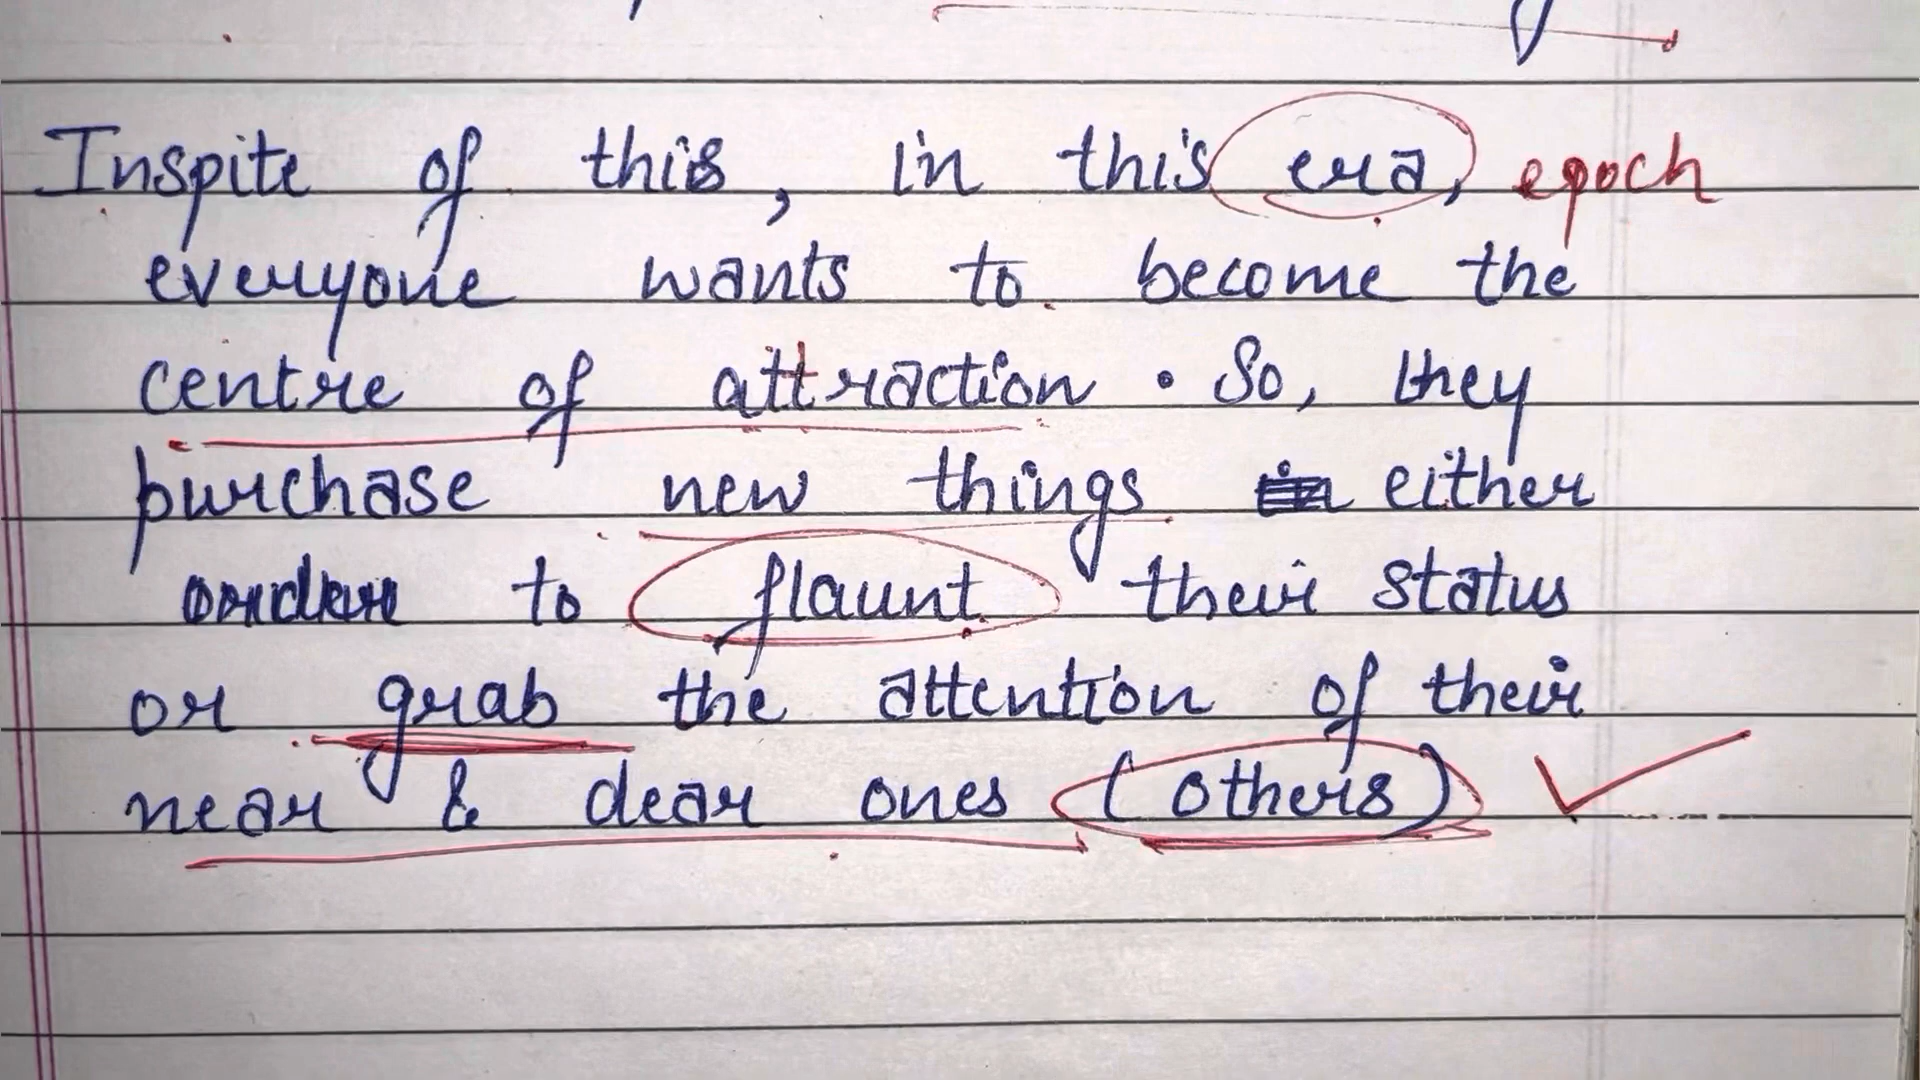 Inspite of this, in this era, epoch
everyone wants to become the
centre of attraction. So, they
purchase new things either
to flaunt their status
or grab the attention of their
near & dear ones (others)